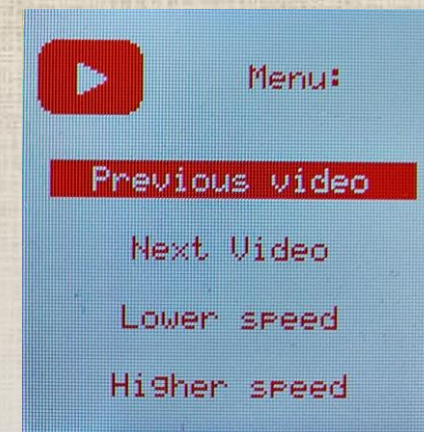 Menu:
Previous video
Next Video
Lower speed
Higher speed